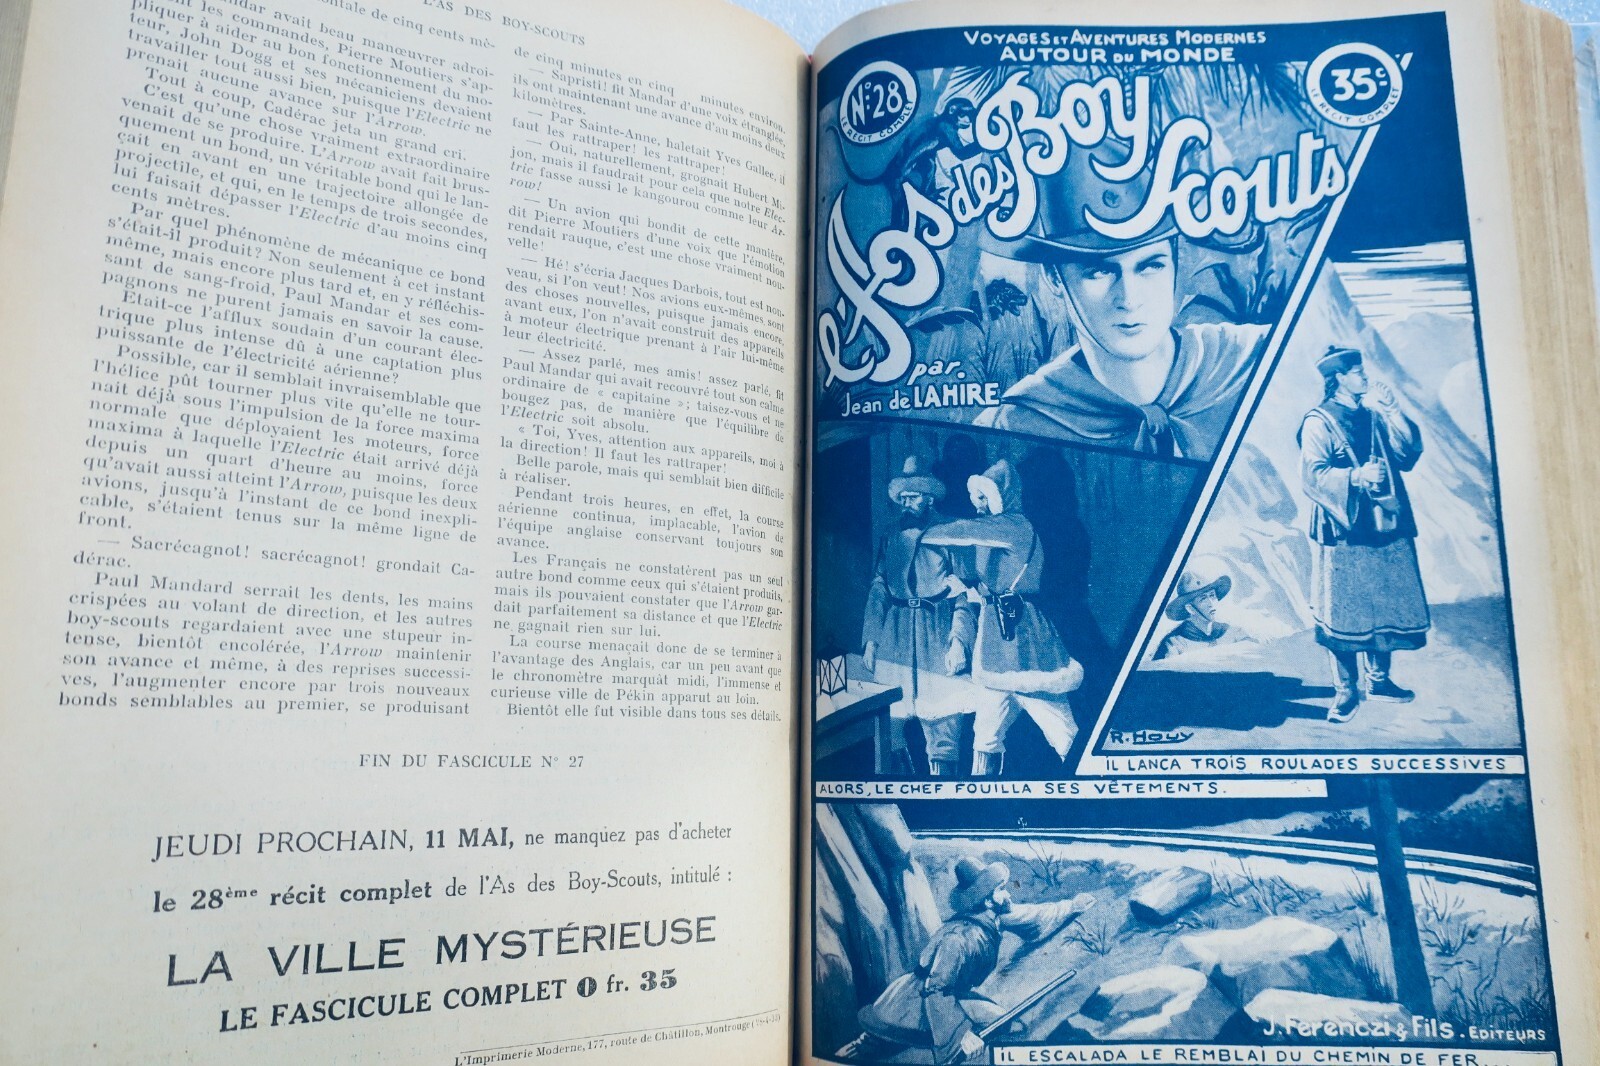 L'AS DES BOY-SCOUTS
ontale de cinq cents mè-
andar avait beau manœuvrer adroi-
nt les commandes, Pierre Moutiers s'ap-
pliquer à aider au bon fonctionnement du mo-
teur, John Dogg et ses mécaniciens devaient
travailler tout aussi bien, puisque l'Electric ne
prenait aucune avance sur l'Arrow.
Tout à coup, Cadérac jeta un grand cri.
C'est qu'une chose vraiment extraordinaire
venait de se produire. L'Arrow avait fait brus-
quement un bond, un véritable bond qui le lan-
çait en avant en une trajectoire allongée de
projectile, et qui, en le temps de trois secondes,
lui faisait dépasser l'Electric d'au moins cinq
cents mètres.
Par quel phénomène de mécanique ce bond
s'était-il produit? Non seulement à cet instant
même, mais encore plus tard et, en y réfléchis-
sant de sang-froid, Paul Mandar et ses com-
pagnons ne purent jamais en savoir la cause.
Etait-ce l'afflux soudain d'un courant élec-
trique plus intense dû à une captation plus
puissante de l'électricité aérienne?
Possible, car il semblait invraisemblable que
l'hélice pût tourner plus vite qu'elle ne tour-
nait déjà sous l'impulsion de la force maxima
normale que déployaient les moteurs, force
maxima à laquelle l'Electric était arrivé déjà
depuis un quart d'heure au moins, force
qu'avait aussi atteint l'Arrow, puisque les deux
avions, jusqu'à l'instant de ce bond inexpli-
cable, s'étaient tenus sur la même ligne de
front.
— Sacrécagnot! sacrécagnot! grondait Ca-
dérac.
Paul Mandard serrait les dents, les mains
crispées au volant de direction, et les autres
boy-scouts regardaient avec une stupeur in-
tense, bientôt encolérée, l'Arrow maintenir
son avance et même, à des reprises successi-
ves, l'augmenter encore par trois nouveaux
bonds semblables au premier, se produisant
de cinq minutes en cinq minutes environ.
— Sapristi! fit Mandar d'une voix étranglée,
ils ont maintenant une avance d'au moins deux
kilomètres.
— Par Sainte-Anne, haletait Yves Gallec, il
faut les rattraper! les rattraper!
— Oui, naturellement, grognait Hubert Mi-
jon, mais il faudrait pour cela que notre Elec-
tric fasse aussi le kangourou comme leur Ar-
row!
— Un avion qui bondit de cette manière,
dit Pierre Moutiers d'une voix que l'émotion
rendait rauque, c'est une chose vraiment nou-
velle!
— Hé! s'écria Jacques Darbois, tout est nou-
veau, si l'on veut! Nos avions eux-mêmes sont
des choses nouvelles, puisque jamais encore,
avant eux, l'on n'avait construit des appareils
à moteur électrique prenant à l'air lui-même
leur électricité.
— Assez parlé, mes amis! assez parlé, fit
Paul Mandar qui avait recouvré tout son calme
ordinaire de « capitaine »; taisez-vous et ne
bougez pas, de manière que l'équilibre de
l'Electric soit absolu.
« Toi, Yves, attention aux appareils, moi à
la direction! Il faut les rattraper!
Belle parole, mais qui semblait bien difficile
à réaliser.
Pendant trois heures, en effet, la course
aérienne continua, implacable, l'avion de
l'équipe anglaise conservant toujours son
avance.
Les Français ne constatèrent pas un seul
autre bond comme ceux qui s'était produits,
mais ils pouvaient constater que l'Arrow gar-
dait parfaitement sa distance et que l'Electric
ne gagnait rien sur lui.
La course menaçait donc de se terminer à
l'avantage des Anglais, car un peu avant que
le chronomètre marquât midi, l'immense et
curieuse ville de Pékin apparut au loin.
Bientôt elle fut visible dans tous ses détails.
FIN DU FASCICULE N° 27
JEUDI PROCHAIN, 11 MAI, ne manquez pas d'acheter
le 28ème récit complet de l'As des Boy-Scouts, intitulé :
LA VILLE MYSTÉRIEUSE
LE FASCICULE COMPLET 0 fr. 35
L'Imprimerie Moderne, 177, route de Châtillon, Montrouge
VOYAGES ET AVENTURES MODERNES
AUTOUR DU MONDE
N° 28
LE RÉCIT COMPLET
35c
LE RÉCIT COMPLET
l'As des Boy Scouts
par.
Jean de LAHIRE
R. HOUY
IL LANÇA TROIS ROULADES SUCCESSIVES
ALORS, LE CHEF FOUILLA SES VÊTEMENTS.
J. Ferenczi & Fils. ÉDITEURS
IL ESCALADA LE REMBLAI DU CHEMIN DE FER...